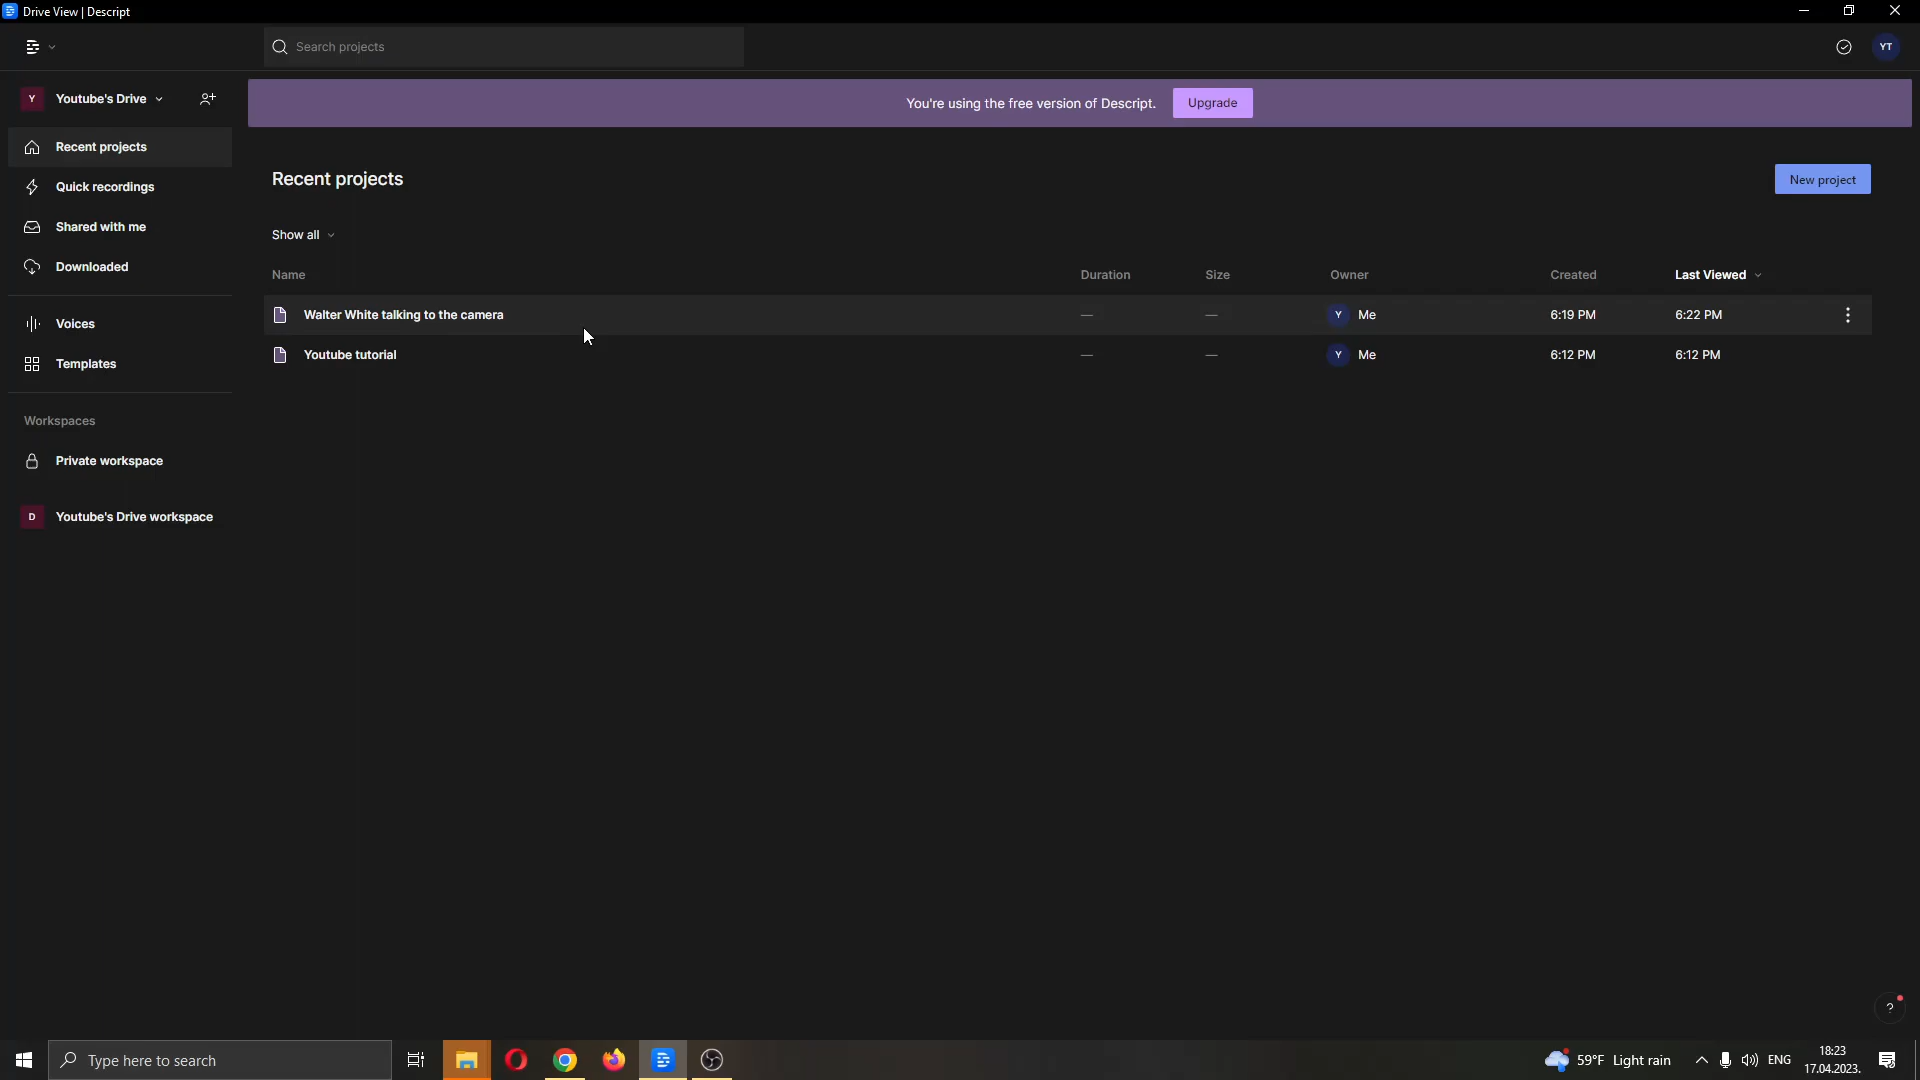 Drive View | Descript
Search projects
YT
Y Youtube's Drive
You're using the free version of Descript. Upgrade
Recent projects
Quick recordings
Shared with me
Downloaded
Voices
Templates
Workspaces
Private workspace
D Youtube's Drive workspace
Recent projects
New project
Show all
Name Duration Size Owner Created Last Viewed
Walter White talking to the camera — — Y Me 6:19 PM 6:22 PM
Youtube tutorial — — Y Me 6:12 PM 6:12 PM
?
Type here to search
59°F Light rain
ENG
18:23
17.04.2023.